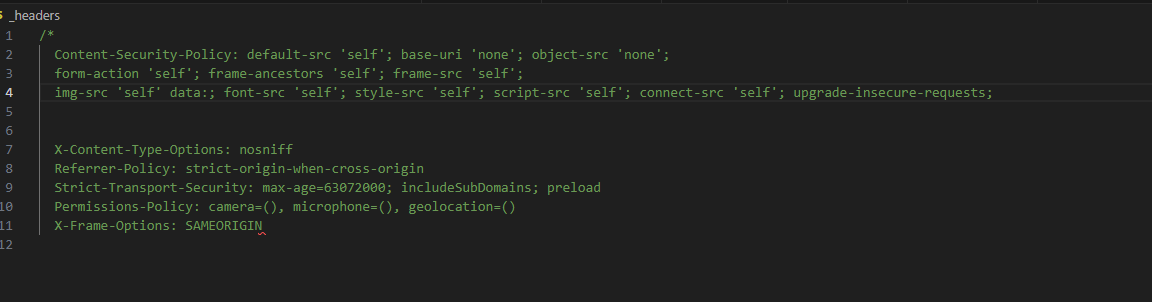 _headers
1 /*
2 Content-Security-Policy: default-src 'self'; base-uri 'none'; object-src 'none';
3 form-action 'self'; frame-ancestors 'self'; frame-src 'self';
4 img-src 'self' data:; font-src 'self'; style-src 'self'; script-src 'self'; connect-src 'self'; upgrade-insecure-requests;
5
6
7 X-Content-Type-Options: nosniff
8 Referrer-Policy: strict-origin-when-cross-origin
9 Strict-Transport-Security: max-age=63072000; includeSubDomains; preload
10 Permissions-Policy: camera=(), microphone=(), geolocation=()
11 X-Frame-Options: SAMEORIGIN
12